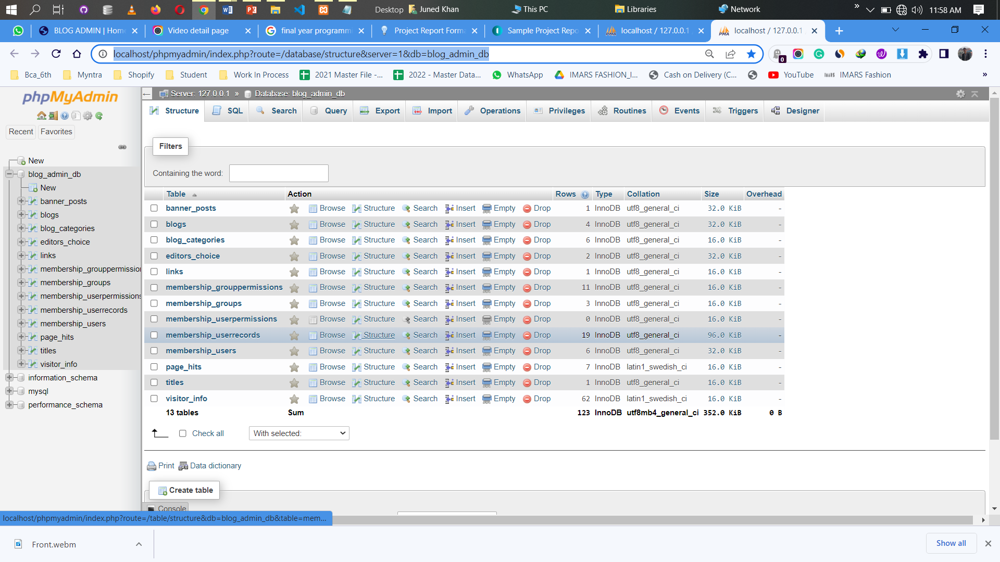 Desktop Juned Khan This PC Libraries Network » 11:58 AM
BLOG ADMIN | Hom Video detail page final year programmi Project Report Forma Sample Project Repo localhost / 127.0.0.1 localhost / 127.0.0.1
localhost/phpmyadmin/index.php?route=/database/structure&server=1&db=blog_admin_db
0
Bca_6th Myntra Shopify Student Work In Process 2021 Master File -... 2022 - Master Data... WhatsApp IMARS FASHION_I... Cash on Delivery (C... YouTube IMARS Fashion »
phpMyAdmin
Recent Favorites
New
blog_admin_db
New
banner_posts
blogs
blog_categories
editors_choice
links
membership_grouppermission
membership_groups
membership_userpermissions
membership_userrecords
membership_users
page_hits
titles
visitor_info
information_schema
mysql
performance_schema
Server: 127.0.0.1 » Database: blog_admin_db
Structure SQL Search Query Export Import Operations Privileges Routines Events Triggers Designer
Filters
Containing the word:
Table Action Rows Type Collation Size Overhead
banner_posts Browse Structure Search Insert Empty Drop 1 InnoDB utf8_general_ci 32.0 KiB -
blogs Browse Structure Search Insert Empty Drop 4 InnoDB utf8_general_ci 32.0 KiB -
blog_categories Browse Structure Search Insert Empty Drop 6 InnoDB utf8_general_ci 16.0 KiB -
editors_choice Browse Structure Search Insert Empty Drop 2 InnoDB utf8_general_ci 32.0 KiB -
links Browse Structure Search Insert Empty Drop 1 InnoDB utf8_general_ci 16.0 KiB -
membership_grouppermissions Browse Structure Search Insert Empty Drop 11 InnoDB utf8_general_ci 16.0 KiB -
membership_groups Browse Structure Search Insert Empty Drop 3 InnoDB utf8_general_ci 16.0 KiB -
membership_userpermissions Browse Structure Search Insert Empty Drop 0 InnoDB utf8_general_ci 16.0 KiB -
membership_userrecords Browse Structure Search Insert Empty Drop 19 InnoDB utf8_general_ci 96.0 KiB -
membership_users Browse Structure Search Insert Empty Drop 6 InnoDB utf8_general_ci 32.0 KiB -
page_hits Browse Structure Search Insert Empty Drop 7 InnoDB latin1_swedish_ci 16.0 KiB -
titles Browse Structure Search Insert Empty Drop 1 InnoDB utf8_general_ci 16.0 KiB -
visitor_info Browse Structure Search Insert Empty Drop 62 InnoDB latin1_swedish_ci 16.0 KiB -
13 tables Sum 123 InnoDB utf8mb4_general_ci 352.0 KiB 0 B
Check all With selected:
Print Data dictionary
Create table
Console
localhost/phpmyadmin/index.php?route=/table/structure&db=blog_admin_db&table=mem...
Front.webm Show all